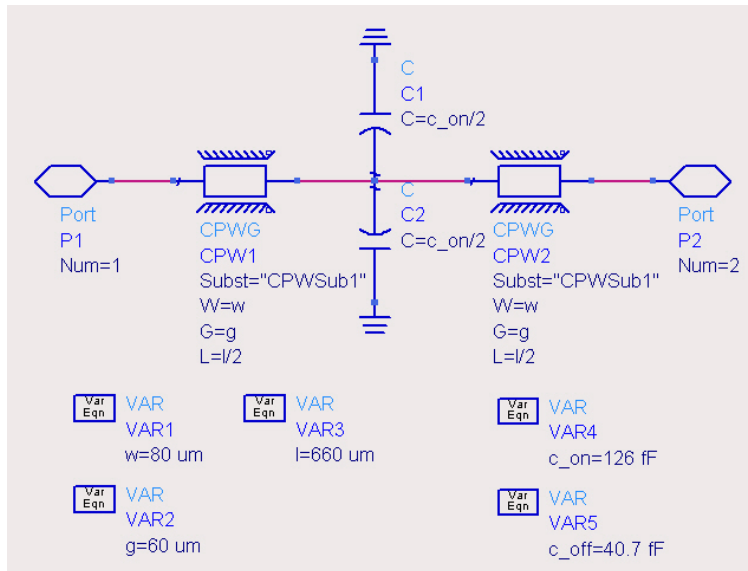 C
C1
C=c_on/2
C
C2
C=c_on/2
Port
P1
Num=1
CPWG
CPW1
Subst="CPWSub1"
W=w
G=g
L=l/2
CPWG
CPW2
Subst="CPWSub1"
W=w
G=g
L=l/2
Port
P2
Num=2
Var
Eqn
VAR
VAR1
w=80 um
Var
Eqn
VAR
VAR3
l=660 um
Var
Eqn
VAR
VAR4
c_on=126 fF
Var
Eqn
VAR
VAR2
g=60 um
Var
Eqn
VAR
VAR5
c_off=40.7 fF